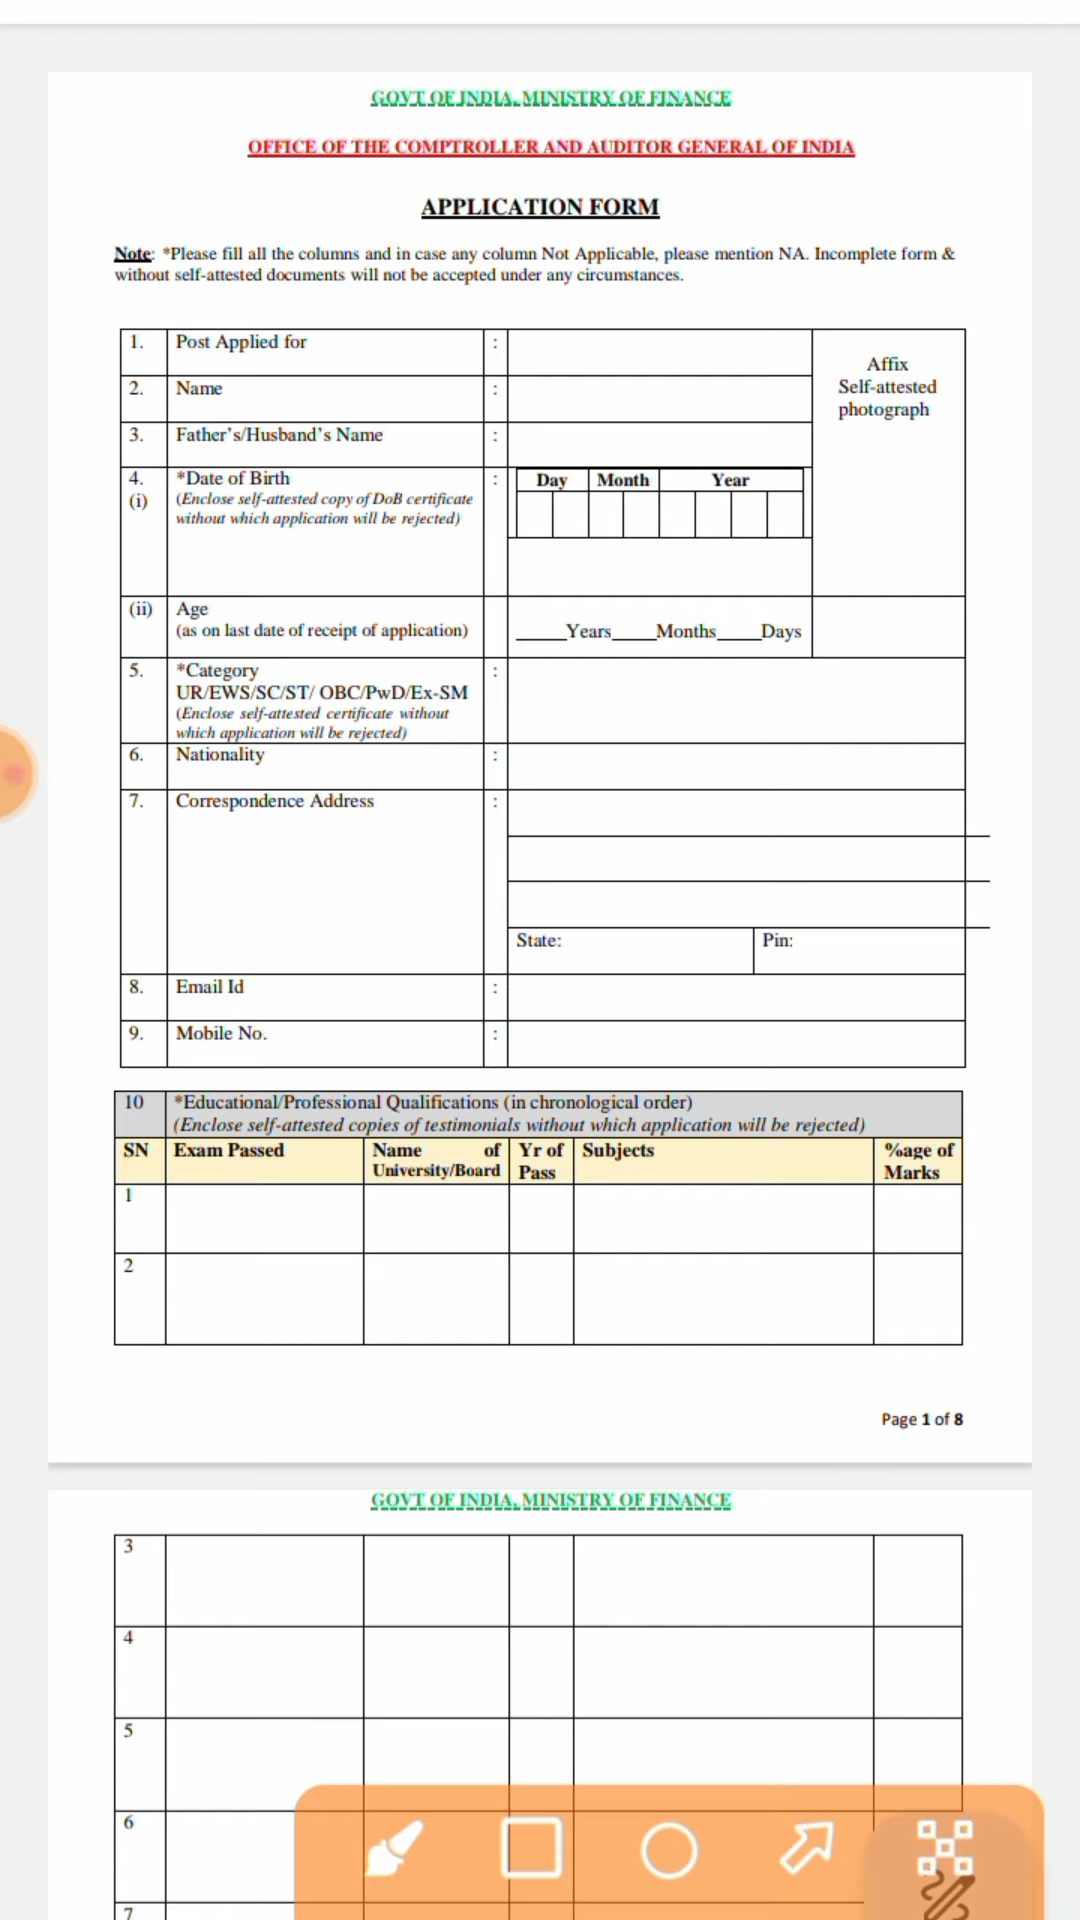 GOVT OF INDIA, MINISTRY OF FINANCE
OFFICE OF THE COMPTROLLER AND AUDITOR GENERAL OF INDIA
APPLICATION FORM
Note: *Please fill all the columns and in case any column Not Applicable, please mention NA. Incomplete form &
without self-attested documents will not be accepted under any circumstances.
1. Post Applied for :
Affix
Self-attested
photograph
2. Name :
3. Father's/Husband's Name :
4. *Date of Birth : Day Month Year
(i) (Enclose self-attested copy of DoB certificate
without which application will be rejected)
(ii) Age
(as on last date of receipt of application) _____Years____Months____Days
5. *Category :
UR/EWS/SC/ST/ OBC/PwD/Ex-SM
(Enclose self-attested certificate without
which application will be rejected)
6. Nationality :
7. Correspondence Address :
State: Pin:
8. Email Id :
9. Mobile No. :
10 *Educational/Professional Qualifications (in chronological order)
(Enclose self-attested copies of testimonials without which application will be rejected)
SN Exam Passed Name of Yr of Subjects %age of
University/Board Pass Marks
1
2
Page 1 of 8
GOVT OF INDIA, MINISTRY OF FINANCE
3
4
5
6
7